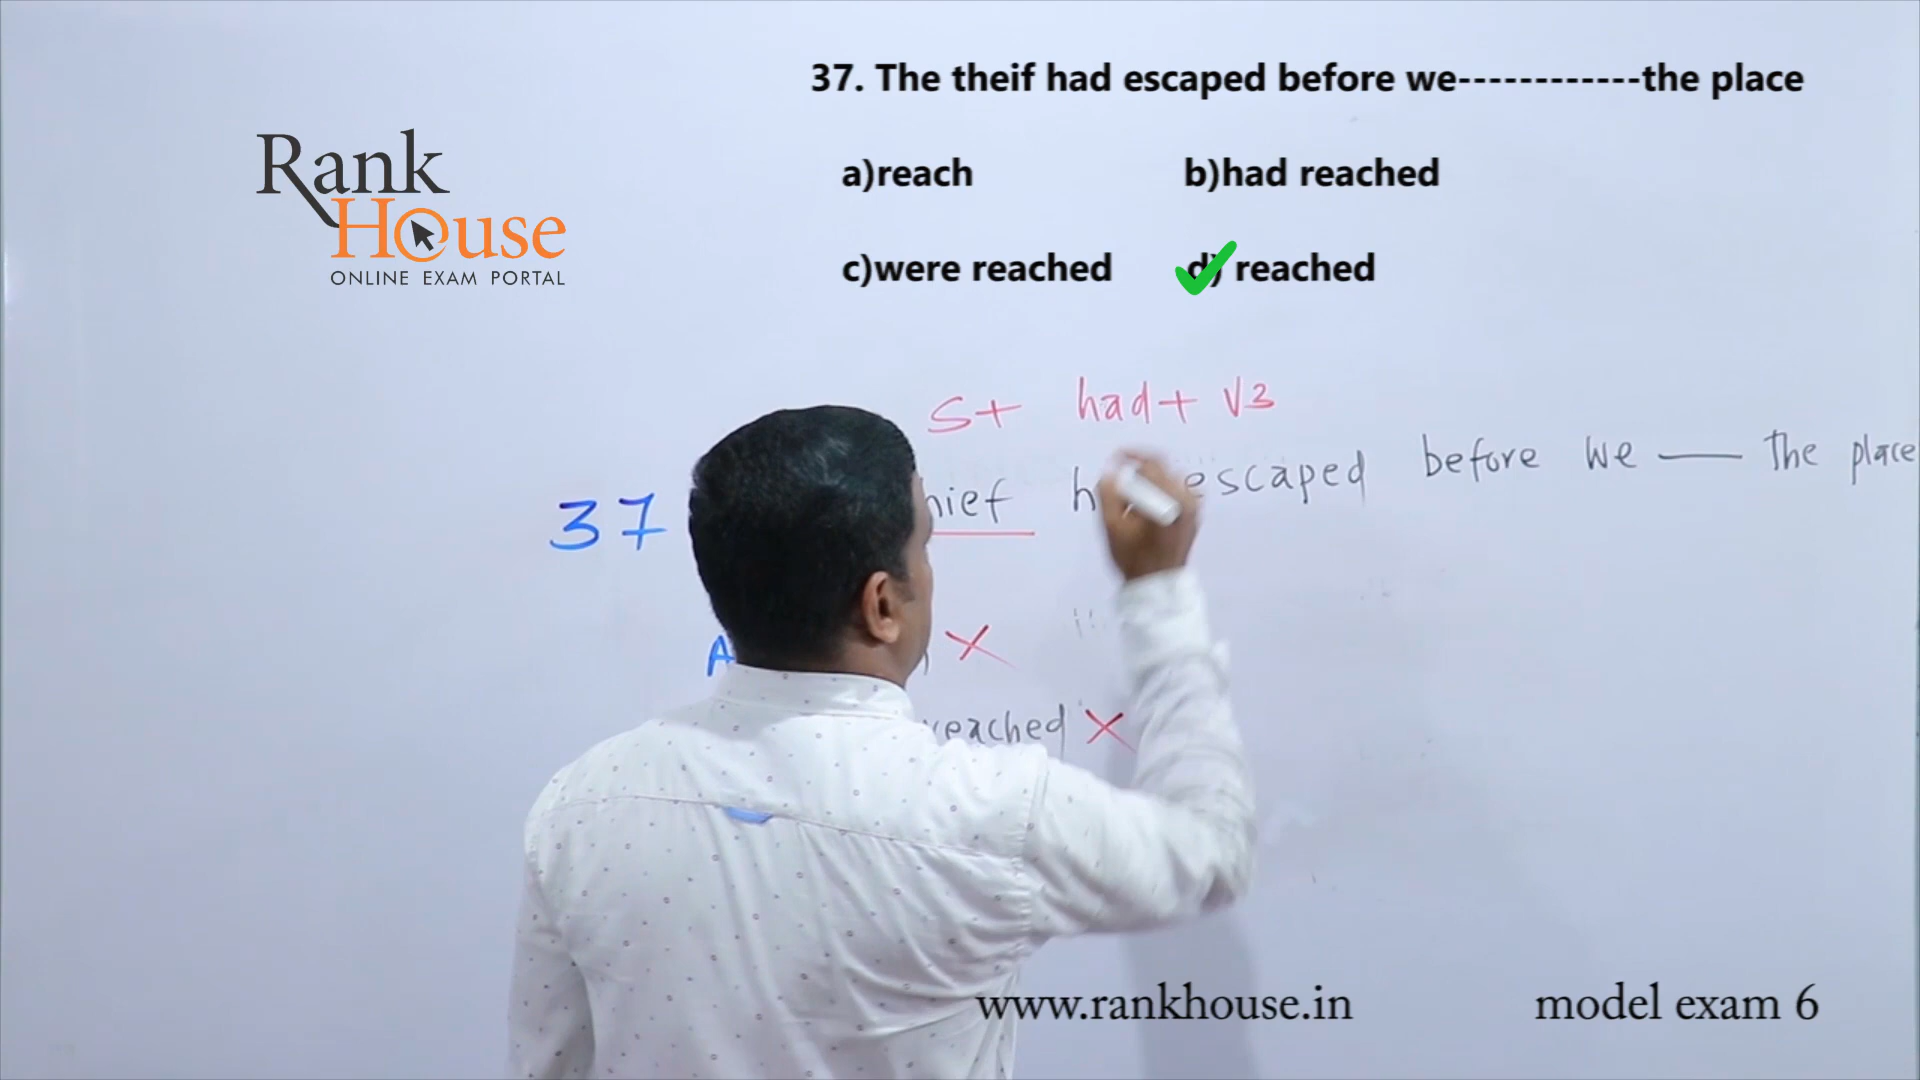 37. The theif had escaped before we------------the place
a)reach b)had reached
c)were reached d) reached
Rank
House
ONLINE EXAM PORTAL
S+ had+ V3
37 escaped before we — The place
reached X
X
www.rankhouse.in model exam 6